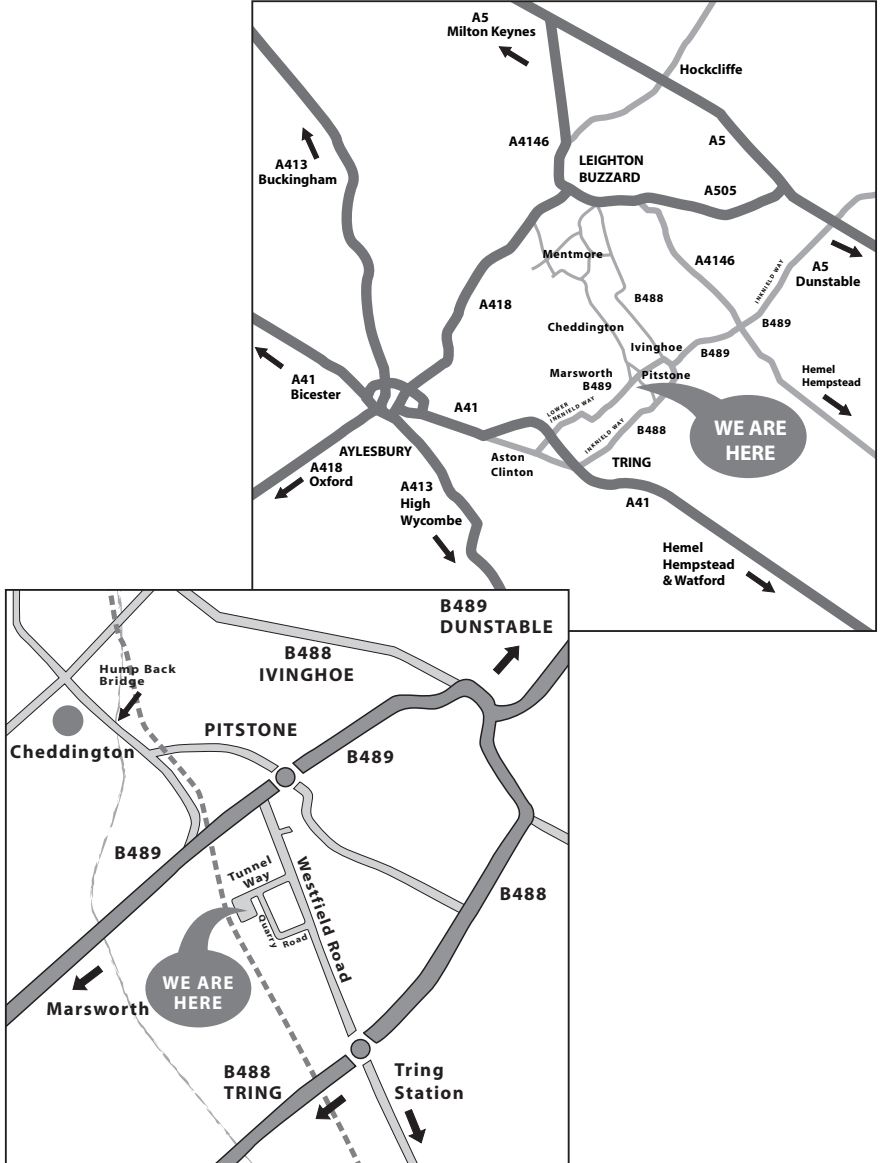 A5
Milton Keynes
Hockcliffe
A4146
A5
LEIGHTON
BUZZARD
A413
Buckingham
A505
Mentmore
A4146
INKNIELD WAY
A5
Dunstable
A418
B488
Cheddington
B489
Ivinghoe
B489
A41
Bicester
Marsworth
B489
Pitstone
Hemel
Hempstead
A41
LOWER
INKNIELD WAY
INKNIELD WAY
B488
WE ARE
HERE
AYLESBURY
Aston
Clinton
TRING
A418
Oxford
A413
High
Wycombe
A41
Hemel
Hempstead
& Watford
B489
DUNSTABLE
B488
IVINGHOE
Hump Back
Bridge
PITSTONE
Cheddington
B489
B489
Tunnel
Way
Westfield Road
B488
Quarry
Road
WE ARE
HERE
Marsworth
B488
TRING
Tring
Station